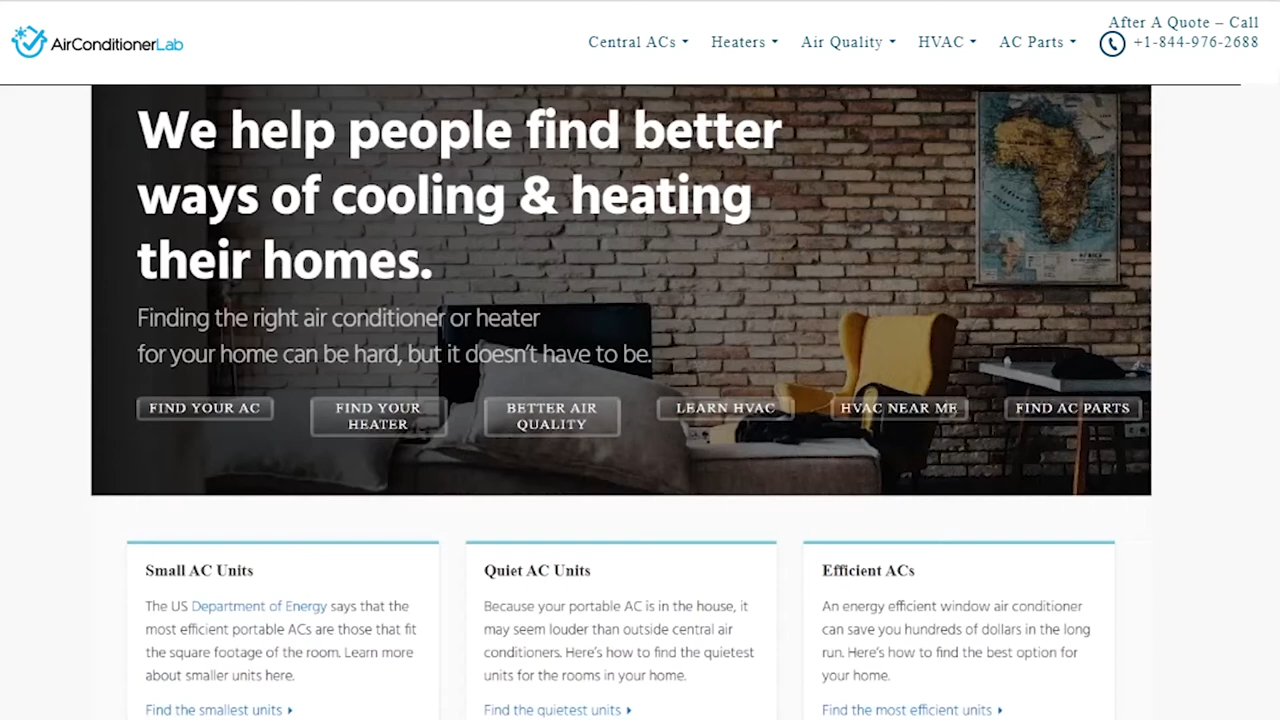 AirConditionerLab
Central ACs
Heaters
Air Quality
HVAC
AC Parts
After A Quote – Call
+1-844-976-2688
We help people find better
ways of cooling & heating
their homes.
Finding the right air conditioner or heater
for your home can be hard, but it doesn't have to be.
FIND YOUR AC
FIND YOUR
HEATER
BETTER AIR
QUALITY
LEARN HVAC
HVAC NEAR ME
FIND AC PARTS
Small AC Units
The US Department of Energy says that the
most efficient portable ACs are those that fit
the square footage of the room. Learn more
about smaller units here.
Find the smallest units
Quiet AC Units
Because your portable AC is in the house, it
may seem louder than outside central air
conditioners. Here's how to find the quietest
units for the rooms in your home.
Find the quietest units
Efficient ACs
An energy efficient window air conditioner
can save you hundreds of dollars in the long
run. Here's how to find the best option for
your home.
Find the most efficient units